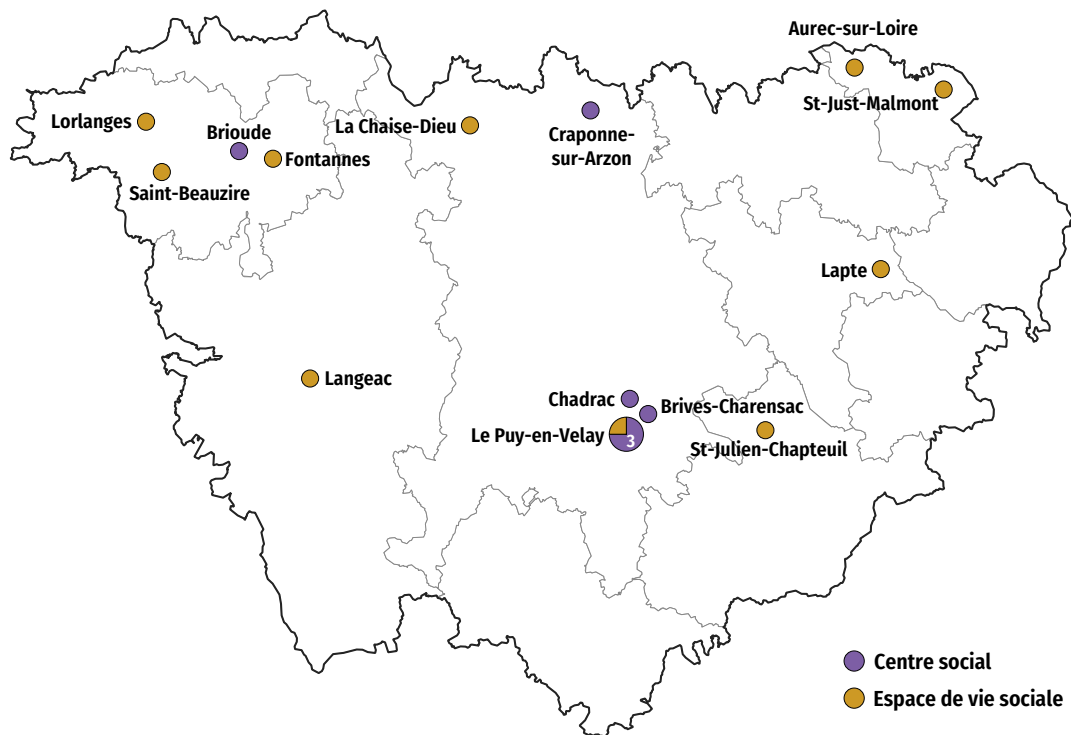 Aurec-sur-Loire
St-Just-Malmont
Lorlanges
Brioude
La Chaise-Dieu
Craponne-
sur-Arzon
Fontannes
Saint-Beauzire
Lapte
Langeac
Chadrac
Brives-Charensac
Le Puy-en-Velay
3
St-Julien-Chapteuil
Centre social
Espace de vie sociale